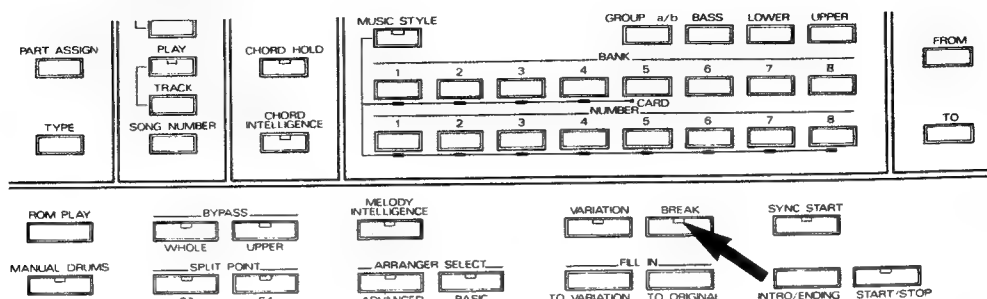 MUSIC STYLE GROUP a/b BASS LOWER UPPER
PART ASSIGN PLAY CHORD HOLD FROM
BANK
1 2 3 4 5 6 7 8
TRACK CARD
NUMBER
TYPE SONG NUMBER CHORD INTELLIGENCE TO
1 2 3 4 5 6 7 8
ROM PLAY BYPASS MELODY INTELLIGENCE VARIATION BREAK SYNC START
WHOLE UPPER
MANUAL DRUMS SPLIT POINT ARRANGER SELECT FILL IN
ADVANCED BASIC TO VARIATION TO ORIGINAL INTRO/ENDING START/STOP